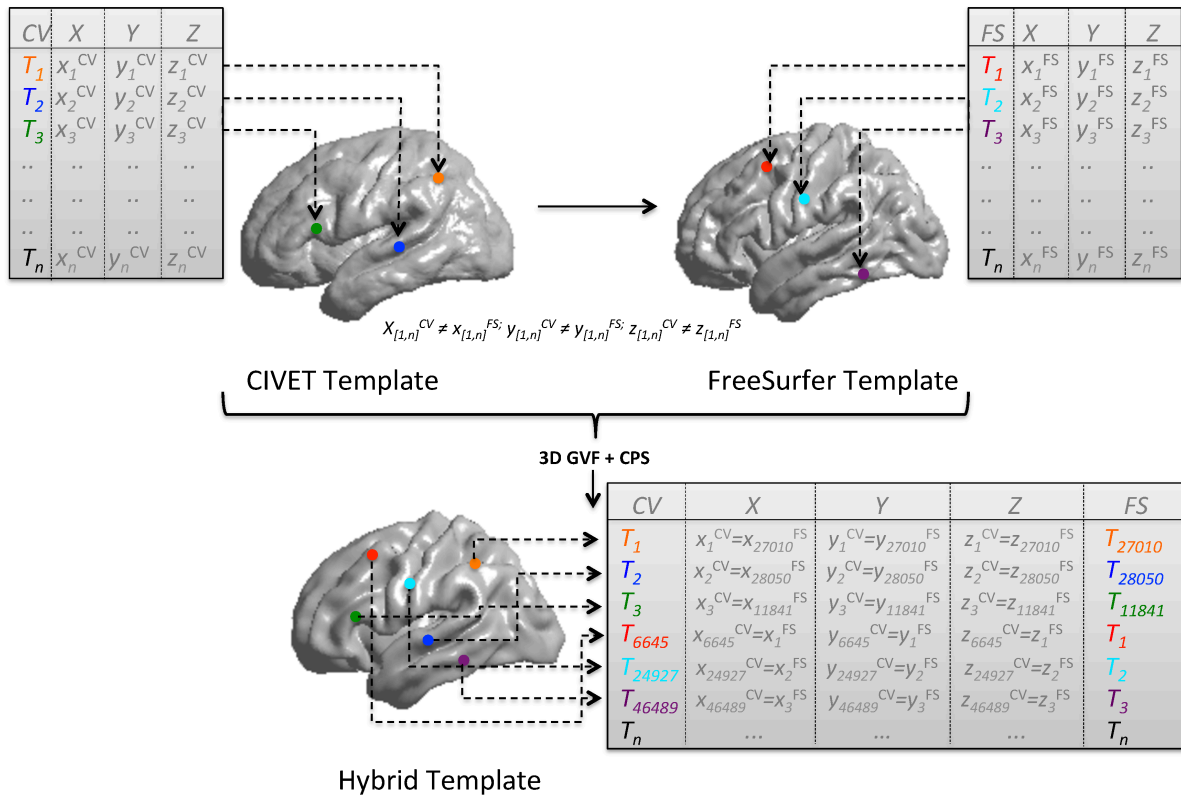 CV X Y Z
T1 x1CV y1CV z1CV
T2 x2CV y2CV z2CV
T3 x3CV y3CV z3CV
.. .. .. ..
.. .. .. ..
.. .. .. ..
Tn xnCV ynCV znCV
FS X Y Z
T1 x1FS y1FS z1FS
T2 x2FS y2FS z2FS
T3 x3FS y3FS z3FS
.. .. .. ..
.. .. .. ..
.. .. .. ..
Tn xnFS ynFS znFS
X[1,n]CV ≠ x[1,n]FS; y[1,n]CV ≠ y[1,n]FS; z[1,n]CV ≠ z[1,n]FS
CIVET Template
FreeSurfer Template
3D GVF + CPS
CV X Y Z FS
T1 x1CV=x27010FS y1CV=y27010FS z1CV=z27010FS T27010
T2 x2CV=x28050FS y2CV=y28050FS z2CV=z28050FS T28050
T3 x3CV=x11841FS y3CV=y11841FS z3CV=z11841FS T11841
T6645 x6645CV=x1FS y6645CV=y1FS z6645CV=z1FS T1
T24927 x24927CV=x2FS y24927CV=y2FS z24927CV=z2FS T2
T46489 x46489CV=x3FS y46489CV=y3FS z46489CV=z3FS T3
Tn ... ... ... Tn
Hybrid Template